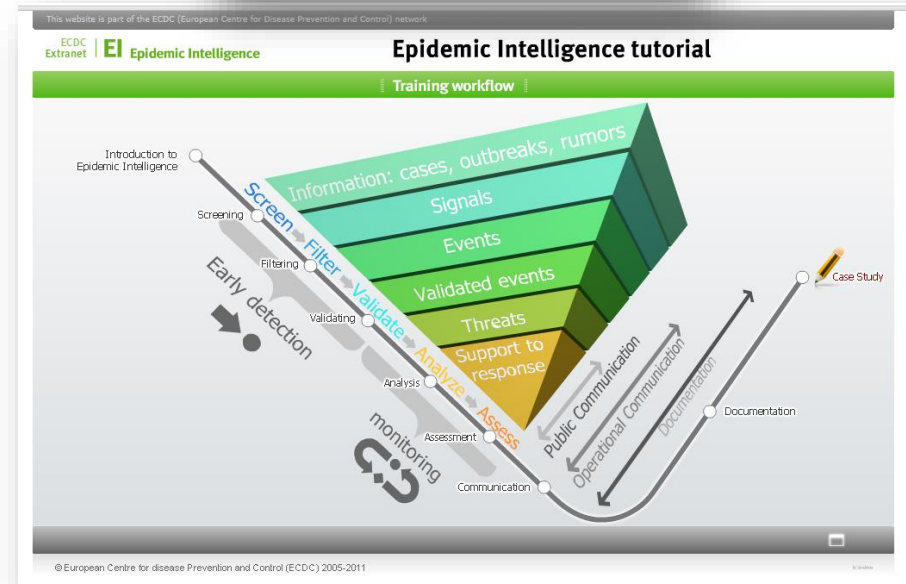 This website is part of the ECDC (European Centre for Disease Prevention and Control) network
ECDC
Extranet
EI Epidemic Intelligence
Epidemic Intelligence tutorial
Training workflow
Introduction to
Epidemic Intelligence
Screening
Filtering
Validating
Analysis
Assessment
Communication
Documentation
Case Study
Early detection
monitoring
Screen
Filter
Validate
Analyze
Assess
Information: cases, outbreaks, rumors
Signals
Events
Validated events
Threats
Support to
response
Public Communication
Operational Communication
Documentation
© European Centre for disease Prevention and Control (ECDC) 2005-2011